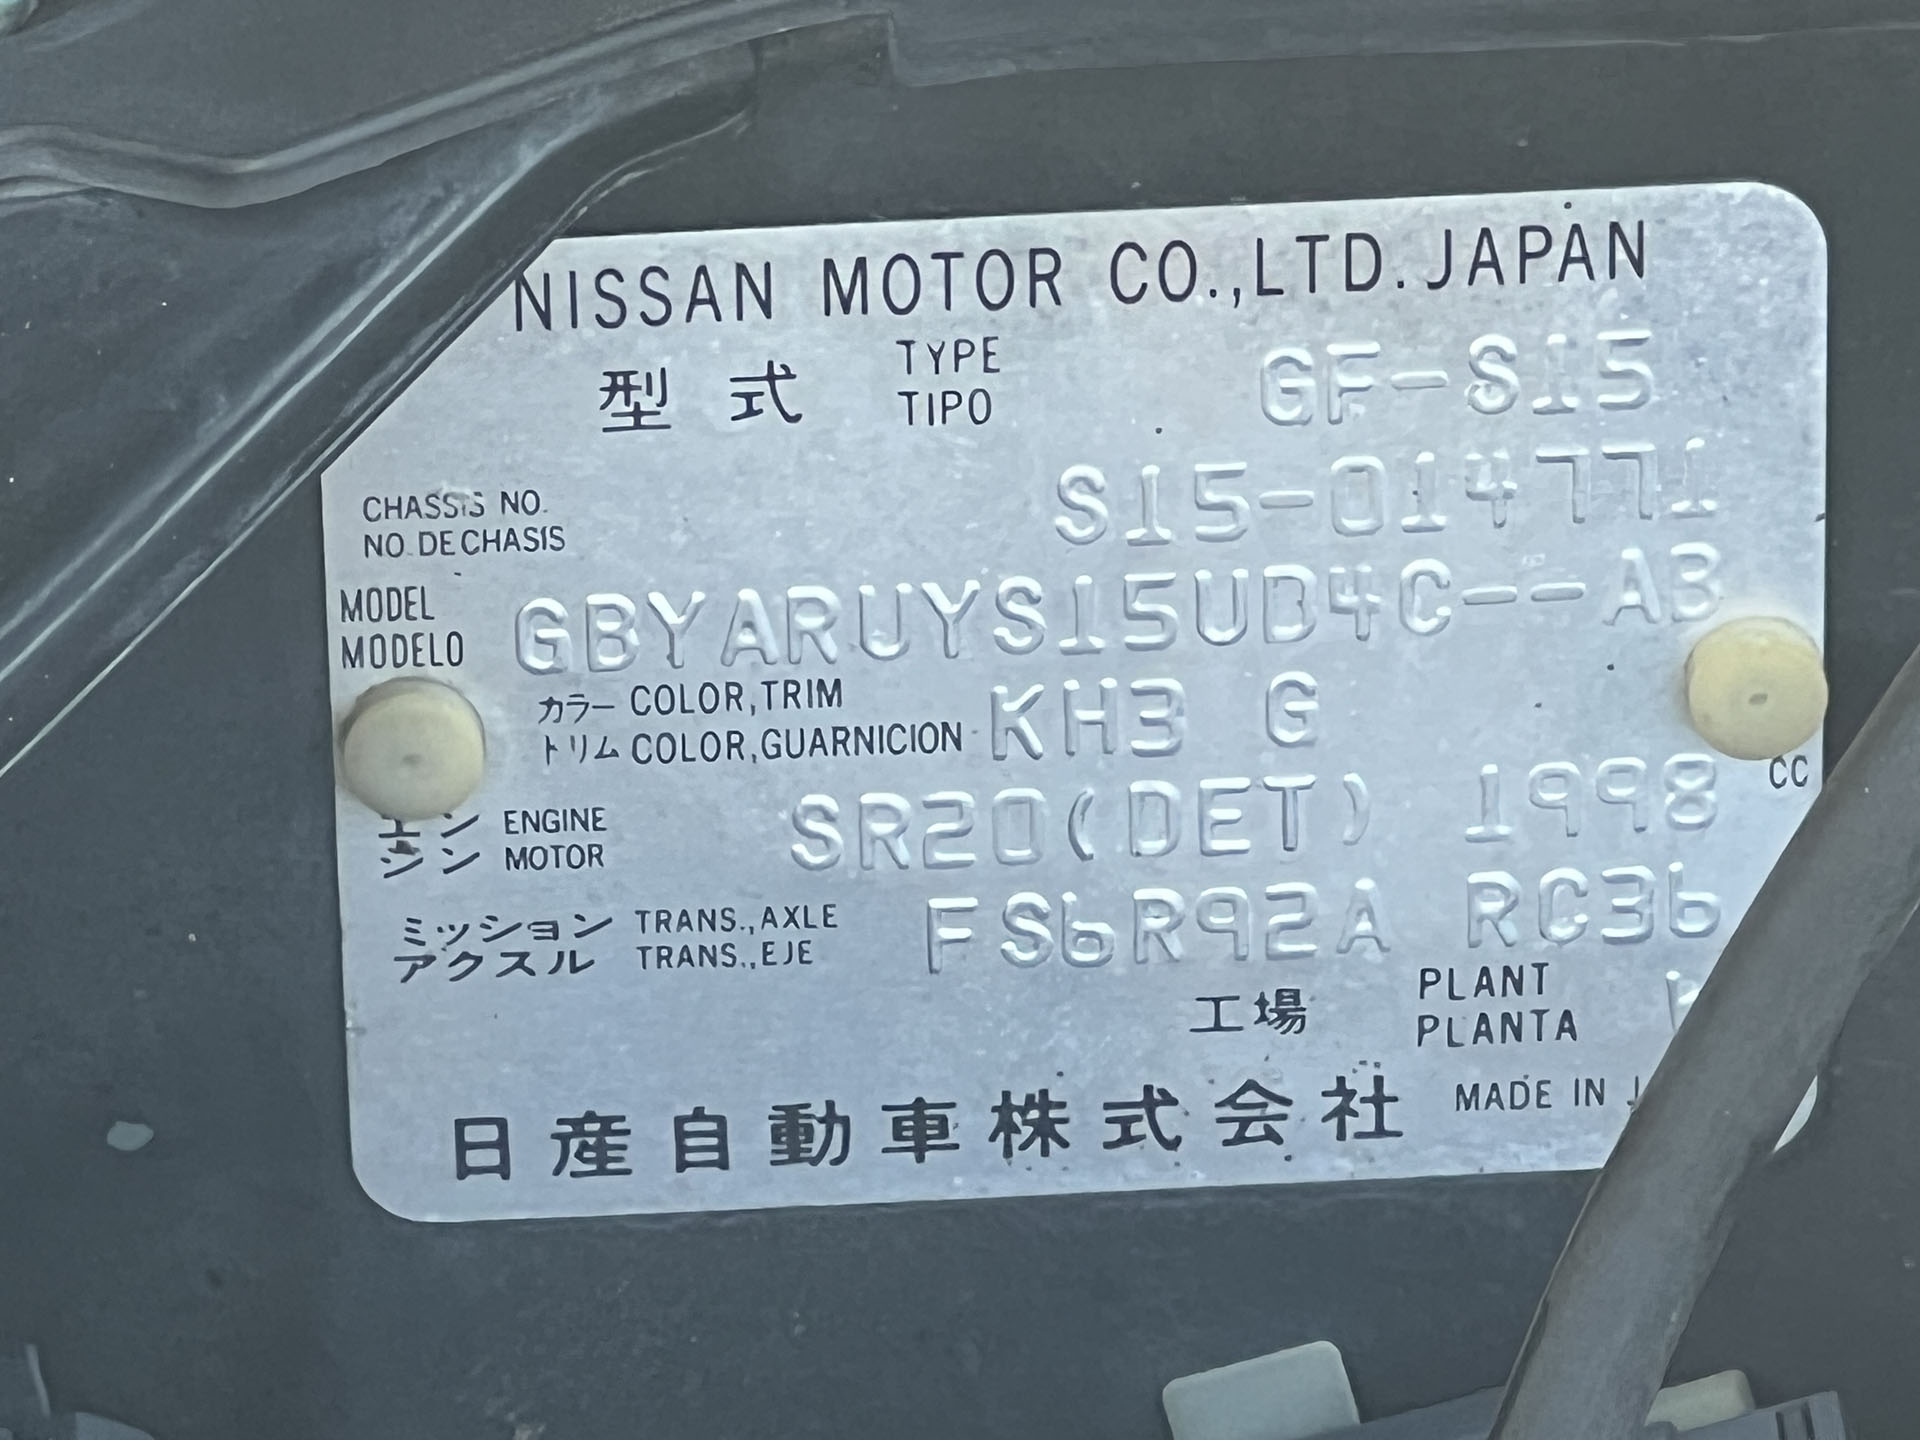 NISSAN MOTOR CO.,LTD. JAPAN
型式 TYPE GF-S15
TIPO
CHASSIS NO. S15-014771
NO. DE CHASIS
MODEL GBYARUYS15UD4C--AB
MODELO
カラー COLOR,TRIM KH3 G
トリム COLOR,GUARNICION
エン ENGINE SR20(DET) 1998 CC
ジン MOTOR
ミッション TRANS.,AXLE FS6R92A RC36
アクスル TRANS.,EJE
工場 PLANT
PLANTA
日産自動車株式会社 MADE IN